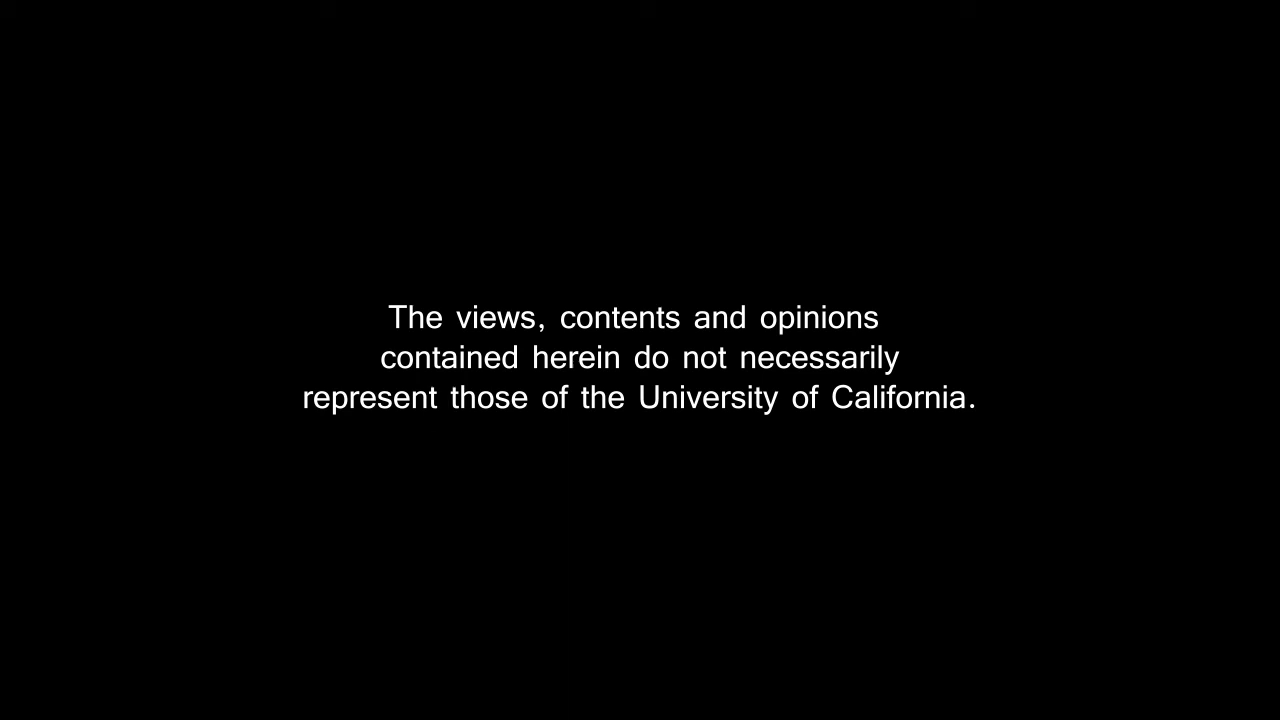 The views, contents and opinions
contained herein do not necessarily
represent those of the University of California.